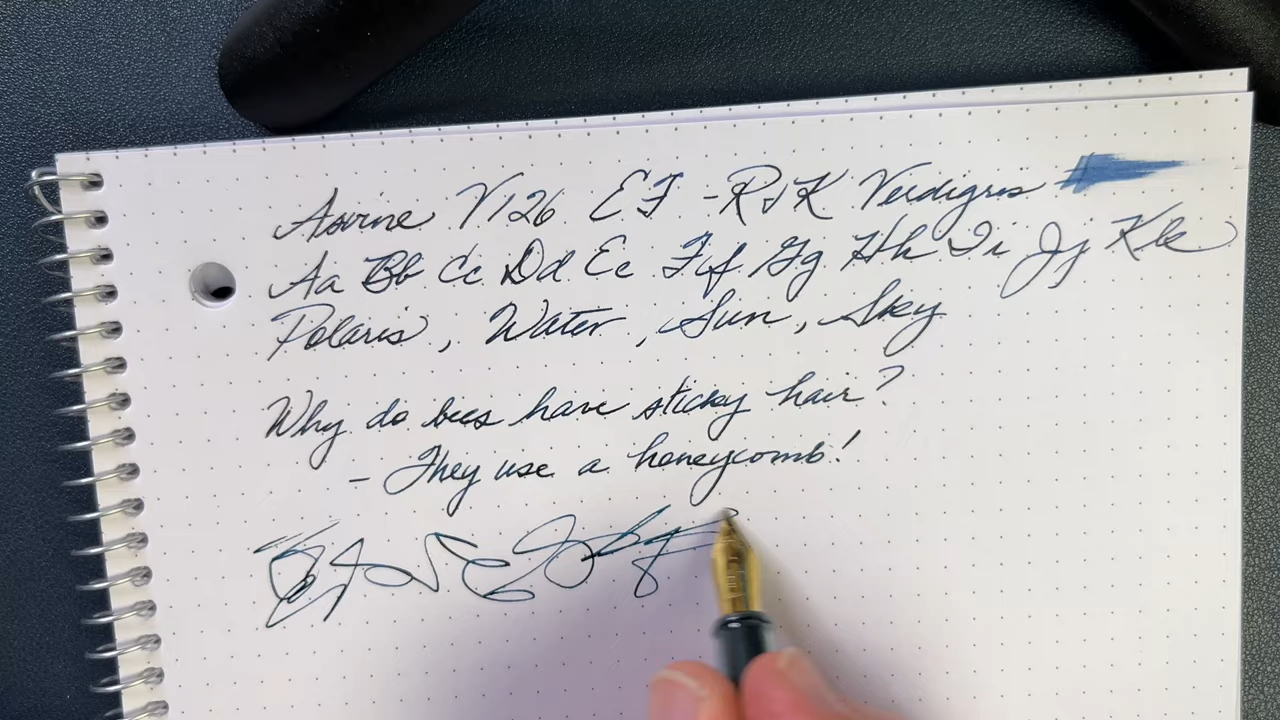 Asvine V126 EF - R&K Verdigris
Aa Bb Cc Dd Ee Ff Gg Hh Ii Jj Kk
Polaris, Water, Sun, Sky
Why do bees have sticky hair?
- They use a honeycomb!